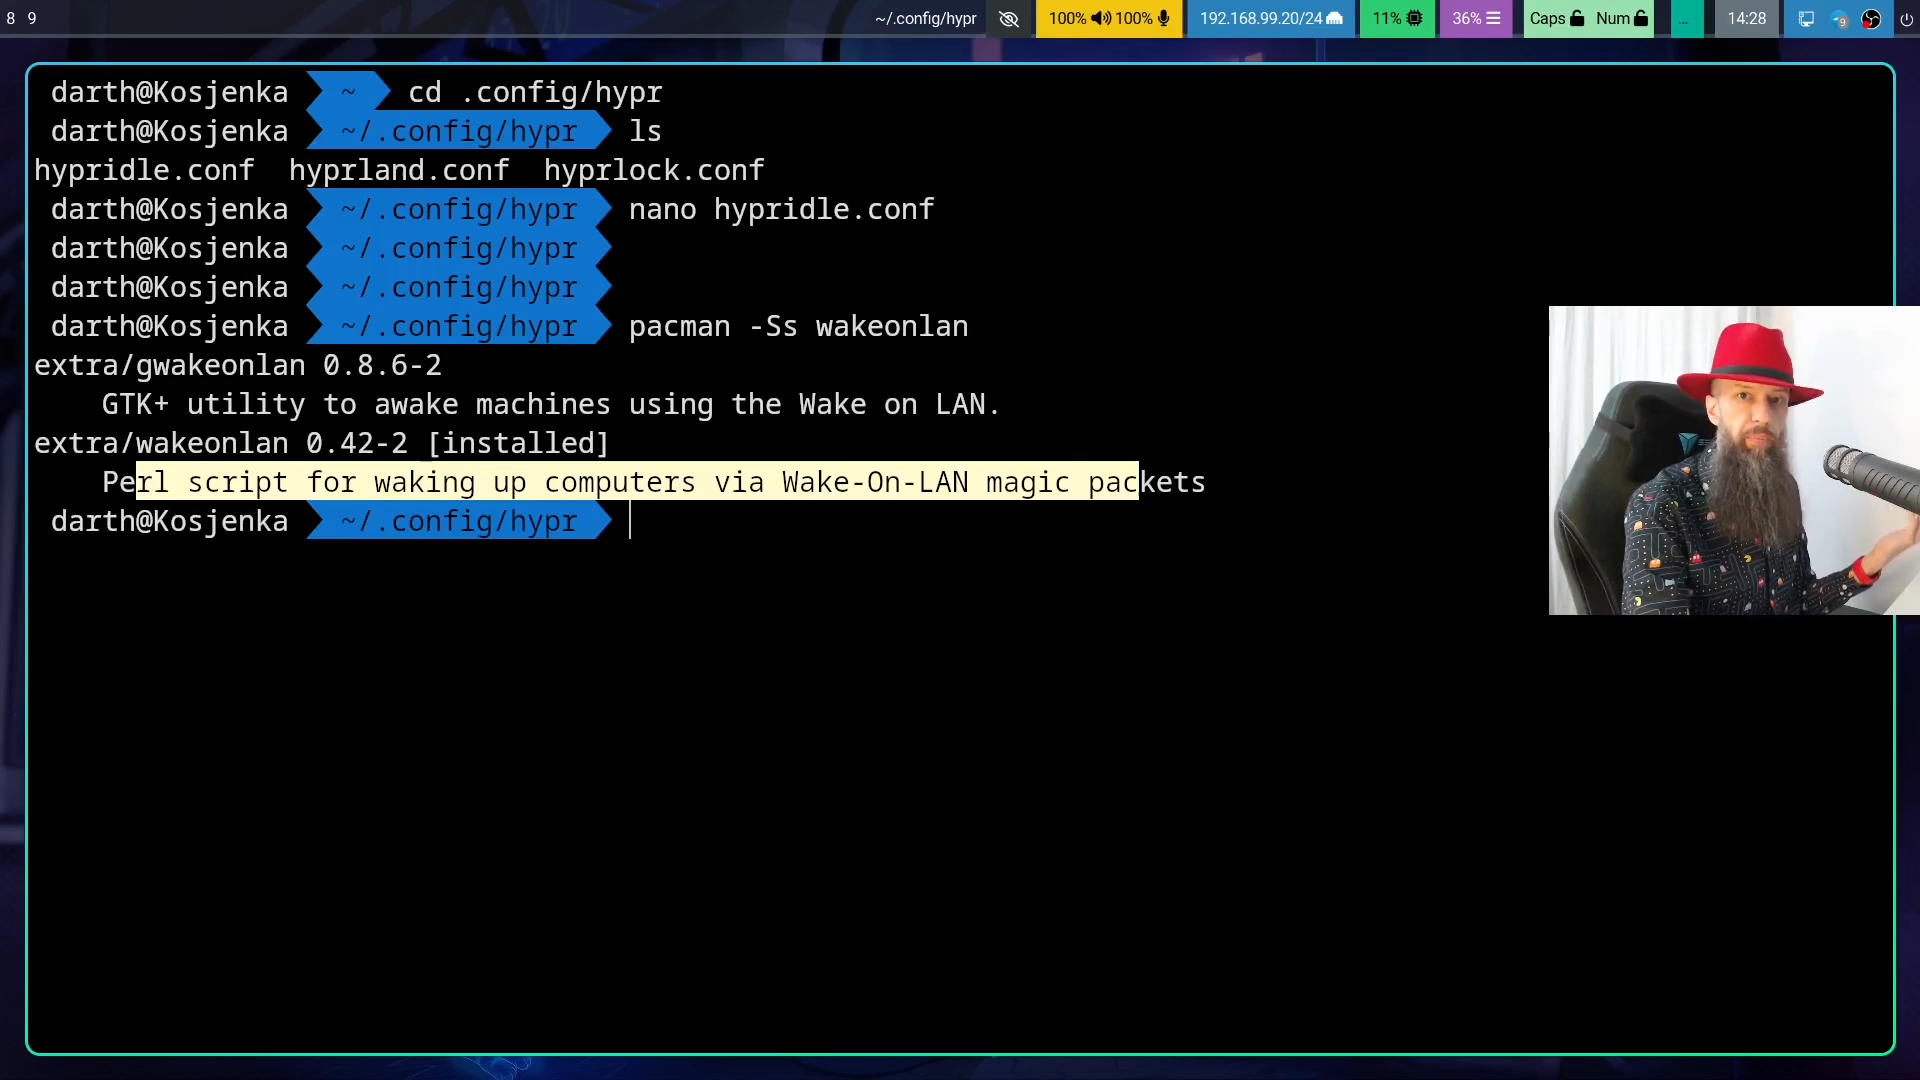 8 9 ~/.config/hypr 100% 100% 192.168.99.20/24 11% 36% Caps Num ... 14:28 9
darth@Kosjenka ~ cd .config/hypr
darth@Kosjenka ~/.config/hypr ls
hypridle.conf hyprland.conf hyprlock.conf
darth@Kosjenka ~/.config/hypr nano hypridle.conf
darth@Kosjenka ~/.config/hypr
darth@Kosjenka ~/.config/hypr
darth@Kosjenka ~/.config/hypr pacman -Ss wakeonlan
extra/gwakeonlan 0.8.6-2
GTK+ utility to awake machines using the Wake on LAN.
extra/wakeonlan 0.42-2 [installed]
Perl script for waking up computers via Wake-On-LAN magic packets
darth@Kosjenka ~/.config/hypr